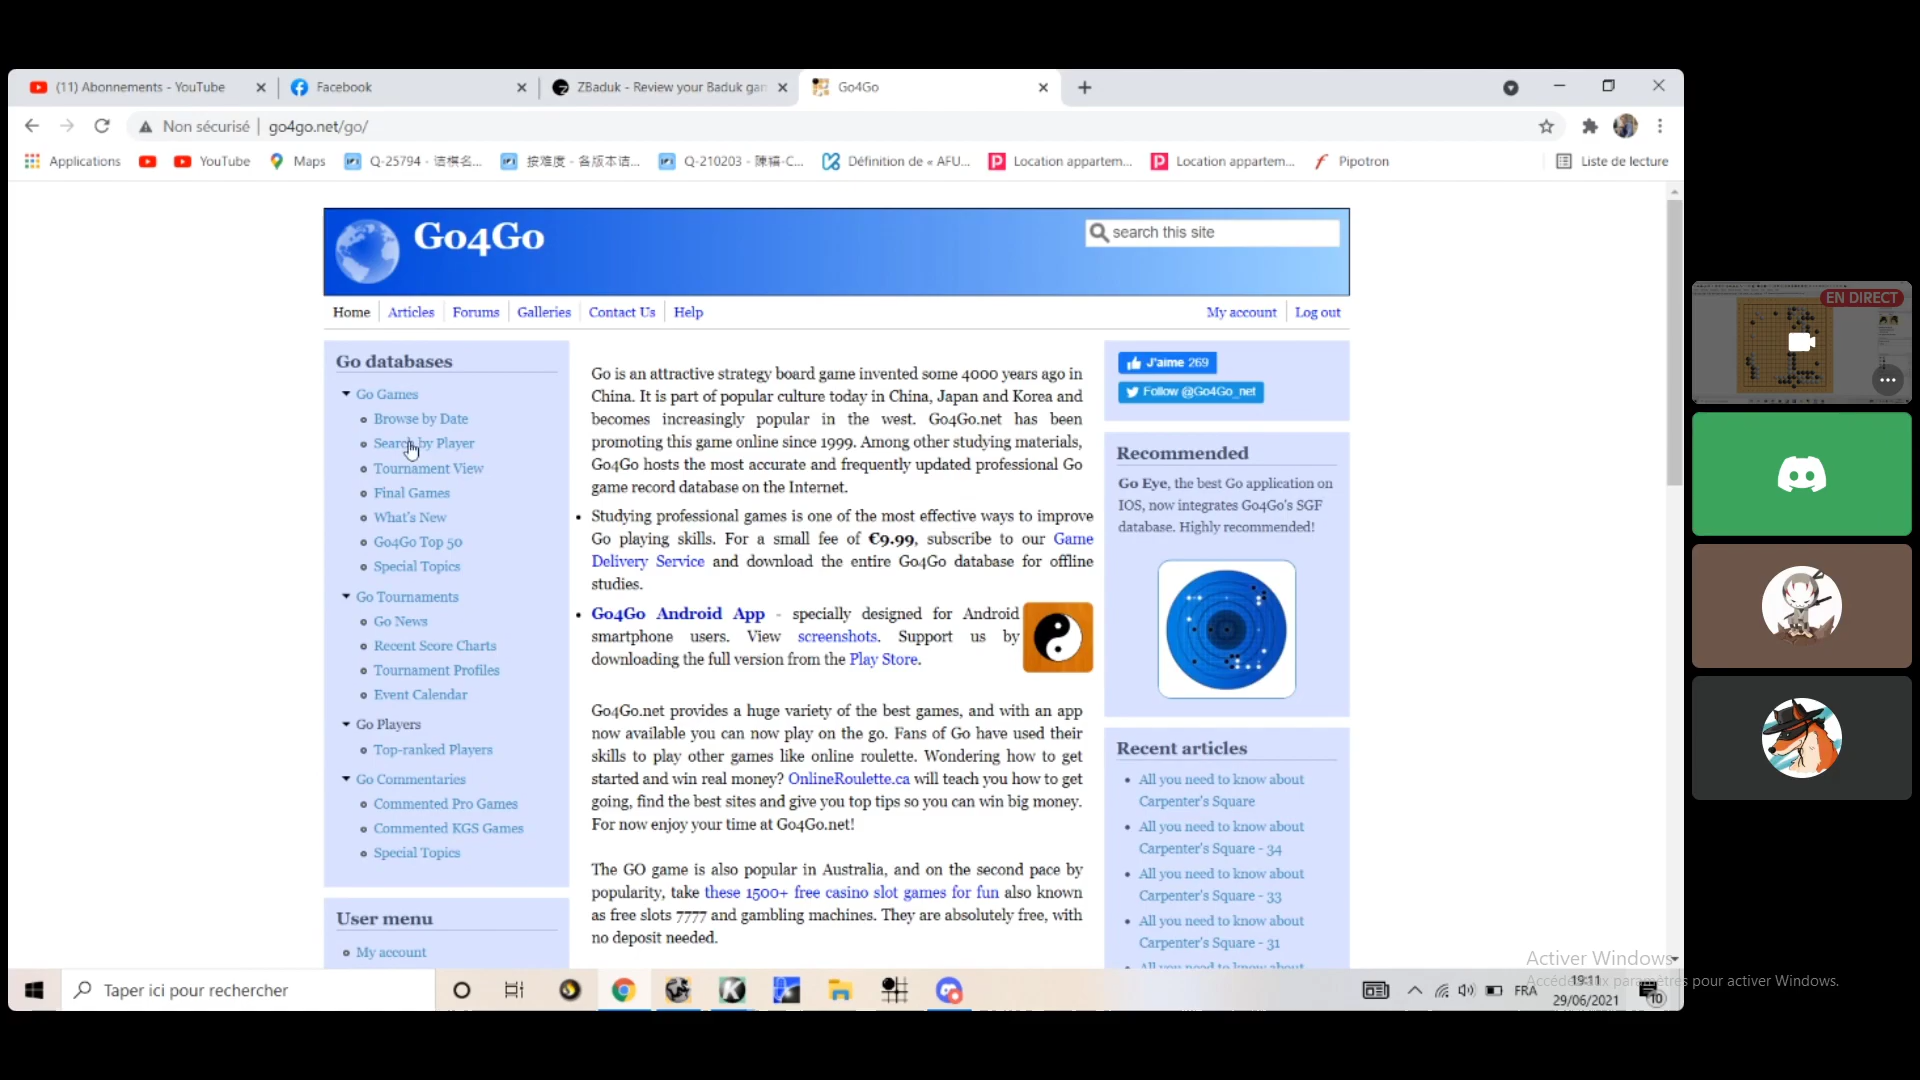 (11) Abonnements - YouTube
Facebook
ZBaduk - Review your Baduk gam
Go4Go
Non sécurisé | go4go.net/go/
Applications
YouTube
Maps
Q-25794 - 诘棋名...
按难度 - 各版本诘...
Q-210203 - 陳禧-C...
Définition de « AFU...
Location appartem...
Location appartem...
Pipotron
Liste de lecture
Go4Go
search this site
Home
Articles
Forums
Galleries
Contact Us
Help
My account
Log out
Go databases
Go Games
Browse by Date
Search by Player
Tournament View
Final Games
What's New
Go4Go Top 50
Special Topics
Go Tournaments
Go News
Recent Score Charts
Tournament Profiles
Event Calendar
Go Players
Top-ranked Players
Go Commentaries
Commented Pro Games
Commented KGS Games
Special Topics
User menu
My account
Go is an attractive strategy board game invented some 4000 years ago in
China. It is part of popular culture today in China, Japan and Korea and
becomes increasingly popular in the west. Go4Go.net has been
promoting this game online since 1999. Among other studying materials,
Go4Go hosts the most accurate and frequently updated professional Go
game record database on the Internet.
Studying professional games is one of the most effective ways to improve
Go playing skills. For a small fee of €9.99, subscribe to our Game
Delivery Service and download the entire Go4Go database for offline
studies.
Go4Go Android App - specially designed for Android
smartphone users. View screenshots. Support us by
downloading the full version from the Play Store.
Go4Go.net provides a huge variety of the best games, and with an app
now available you can now play on the go. Fans of Go have used their
skills to play other games like online roulette. Wondering how to get
started and win real money? OnlineRoulette.ca will teach you how to get
going, find the best sites and give you top tips so you can win big money.
For now enjoy your time at Go4Go.net!
The GO game is also popular in Australia, and on the second pace by
popularity, take these 1500+ free casino slot games for fun also known
as free slots 7777 and gambling machines. They are absolutely free, with
no deposit needed.
J'aime 269
Follow @Go4Go_net
Recommended
Go Eye, the best Go application on
IOS, now integrates Go4Go's SGF
database. Highly recommended!
Recent articles
All you need to know about
Carpenter's Square
All you need to know about
Carpenter's Square - 34
All you need to know about
Carpenter's Square - 33
All you need to know about
Carpenter's Square - 31
All you need to know about
EN DIRECT
Activer Windows
pour activer Windows.
Taper ici pour rechercher
FRA
19:11
29/06/2021
10